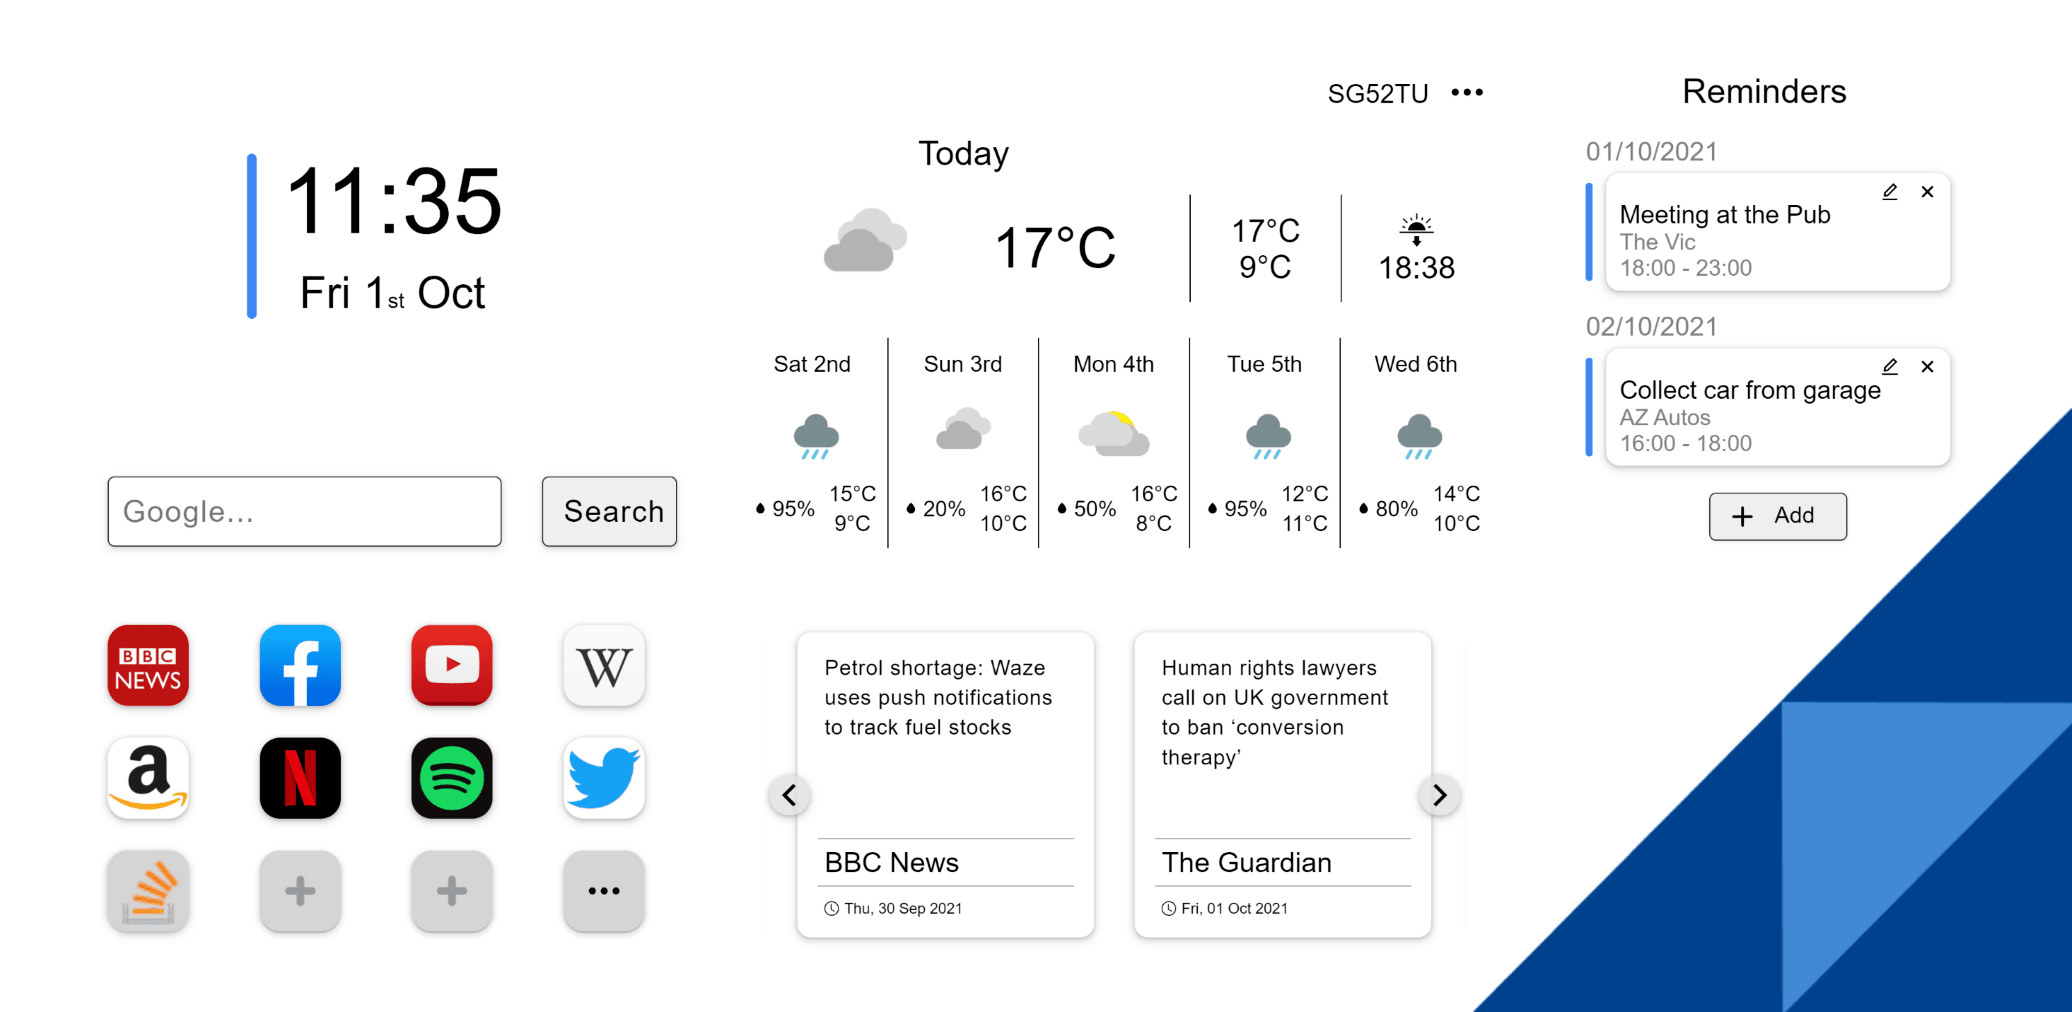 11:35
Fri 1st Oct
Google...
Search
BBC
NEWS
f
W
a
N
SG52TU •••
Today
17°C
17°C
9°C
18:38
Sat 2nd
95%
15°C
9°C
Sun 3rd
20%
16°C
10°C
Mon 4th
50%
16°C
8°C
Tue 5th
95%
12°C
11°C
Wed 6th
80%
14°C
10°C
Petrol shortage: Waze
uses push notifications
to track fuel stocks
BBC News
Thu, 30 Sep 2021
Human rights lawyers
call on UK government
to ban ‘conversion
therapy’
The Guardian
Fri, 01 Oct 2021
Reminders
01/10/2021
Meeting at the Pub
The Vic
18:00 - 23:00
02/10/2021
Collect car from garage
AZ Autos
16:00 - 18:00
+ Add